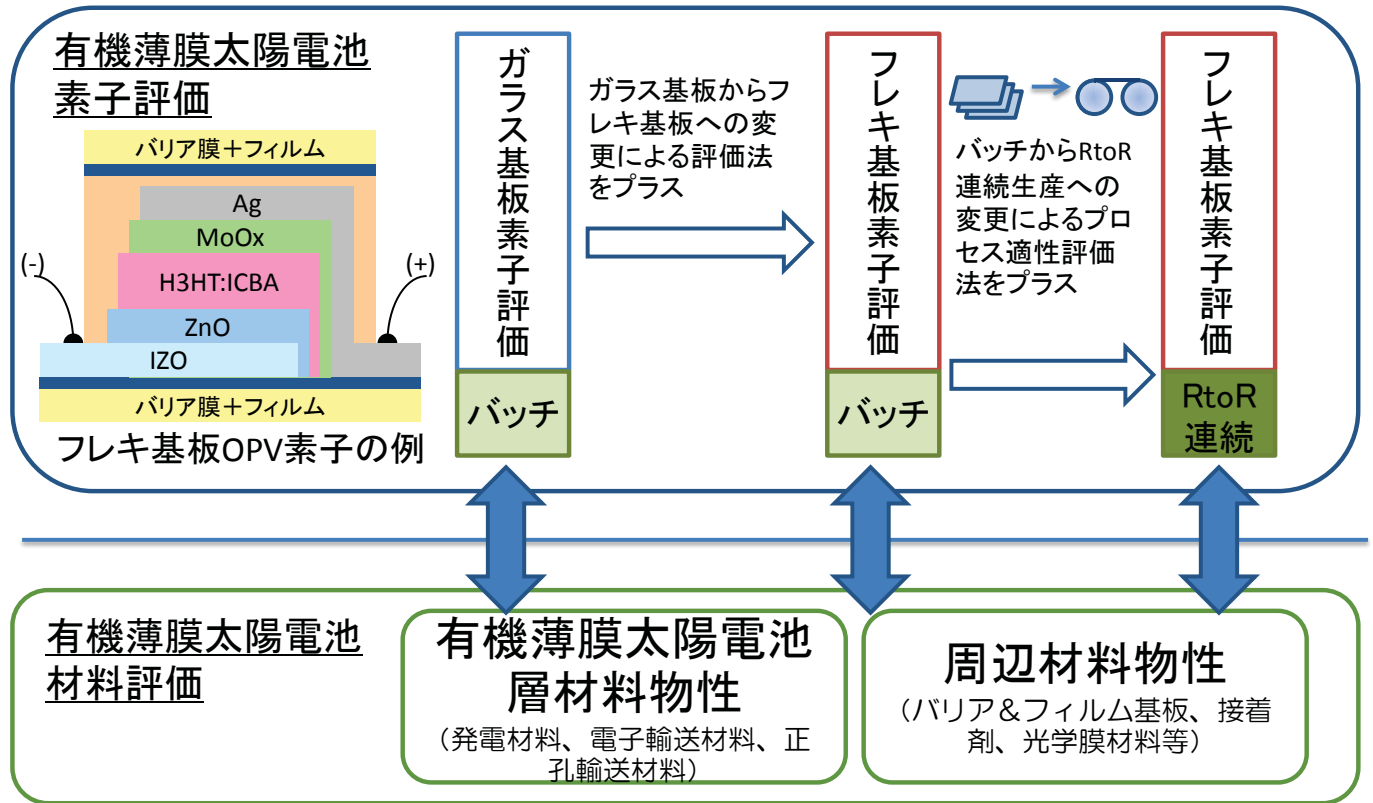 有機薄膜太陽電池
素子評価
バリア膜＋フィルム
Ag
MoOx
H3HT:ICBA
ZnO
IZO
(-)
(+)
バリア膜＋フィルム
フレキ基板OPV素子の例
ガラス基板素子評価
バッチ
ガラス基板からフ
レキ基板への変
更による評価法
をプラス
フレキ基板素子評価
バッチ
バッチからRtoR
連続生産への
変更によるプロ
セス適性評価
法をプラス
フレキ基板素子評価
RtoR
連続
有機薄膜太陽電池
材料評価
有機薄膜太陽電池
層材料物性
（発電材料、電子輸送材料、正
孔輸送材料）
周辺材料物性
（バリア＆フィルム基板、接着
剤、光学膜材料等）